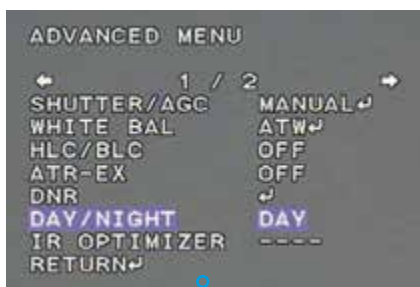 ADVANCED MENU
← 1 / 2 →
SHUTTER/AGC MANUAL↵
WHITE BAL ATW↵
HLC/BLC OFF
ATR-EX OFF
DNR ↵
DAY/NIGHT DAY
IR OPTIMIZER ----
RETURN↵